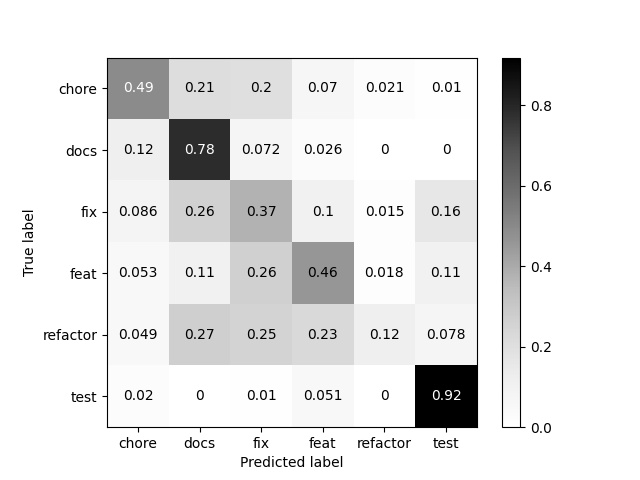 chore 0.49 0.21 0.2 0.07 0.021 0.01
docs 0.12 0.78 0.072 0.026 0 0
fix 0.086 0.26 0.37 0.1 0.015 0.16
feat 0.053 0.11 0.26 0.46 0.018 0.11
refactor 0.049 0.27 0.25 0.23 0.12 0.078
test 0.02 0 0.01 0.051 0 0.92
chore docs fix feat refactor test
Predicted label
True label
0.8
0.6
0.4
0.2
0.0